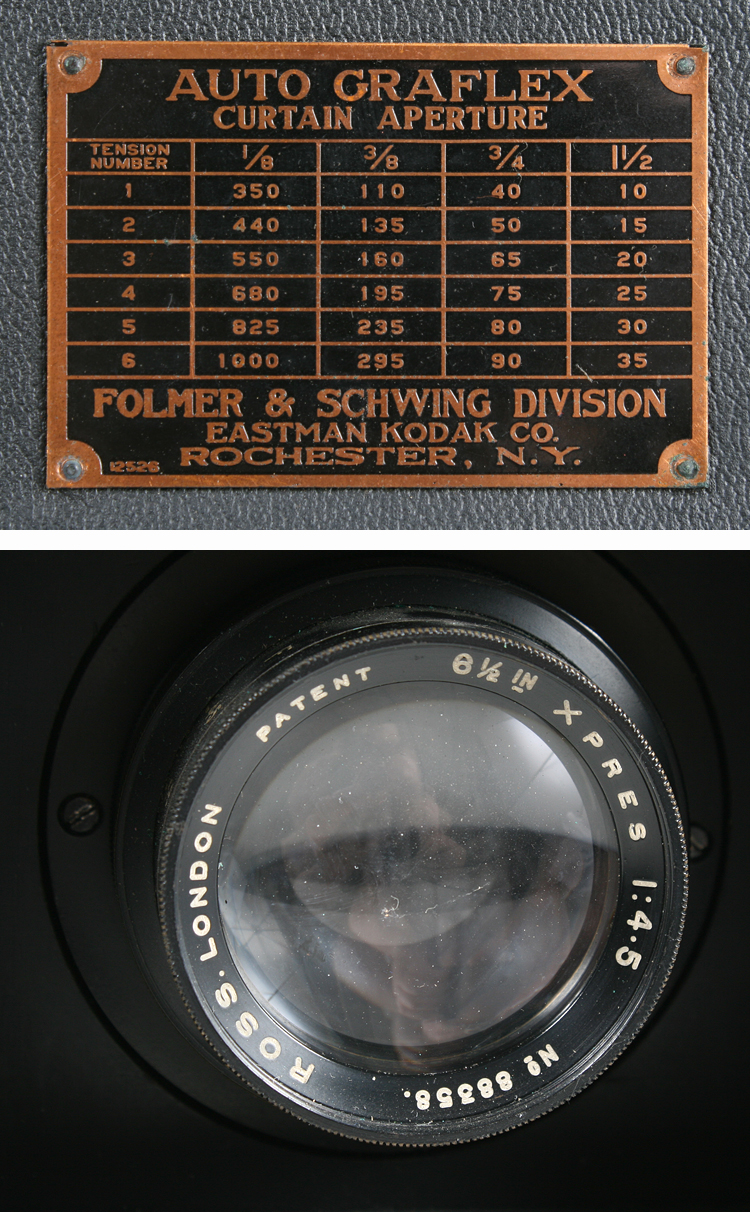 AUTO GRAFLEX
CURTAIN APERTURE
TENSION NUMBER 1/8 3/8 3/4 1 1/2
1 350 110 40 10
2 440 135 50 15
3 550 160 65 20
4 680 195 75 25
5 825 235 80 30
6 1000 295 90 35
FOLMER & SCHWING DIVISION
EASTMAN KODAK CO.
ROCHESTER, N.Y.
12526
ROSS. LONDON
PATENT
6½ IN XPRES 1:4.5
No 88358.